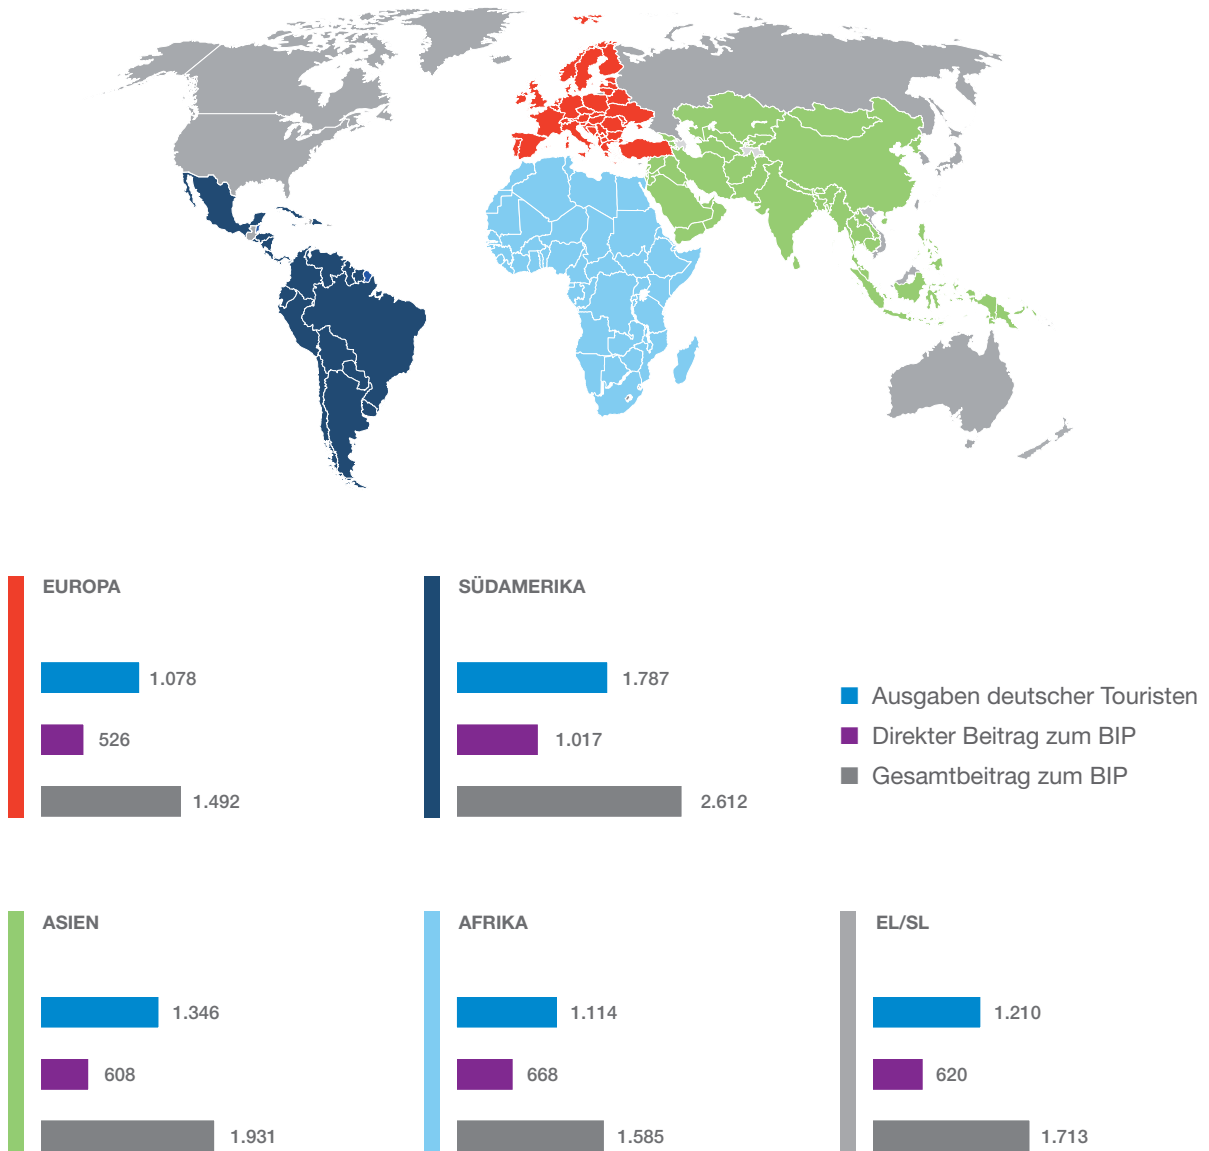 EUROPA
1.078
526
1.492
SÜDAMERIKA
1.787
1.017
2.612
Ausgaben deutscher Touristen
Direkter Beitrag zum BIP
Gesamtbeitrag zum BIP
ASIEN
1.346
608
1.931
AFRIKA
1.114
668
1.585
EL/SL
1.210
620
1.713